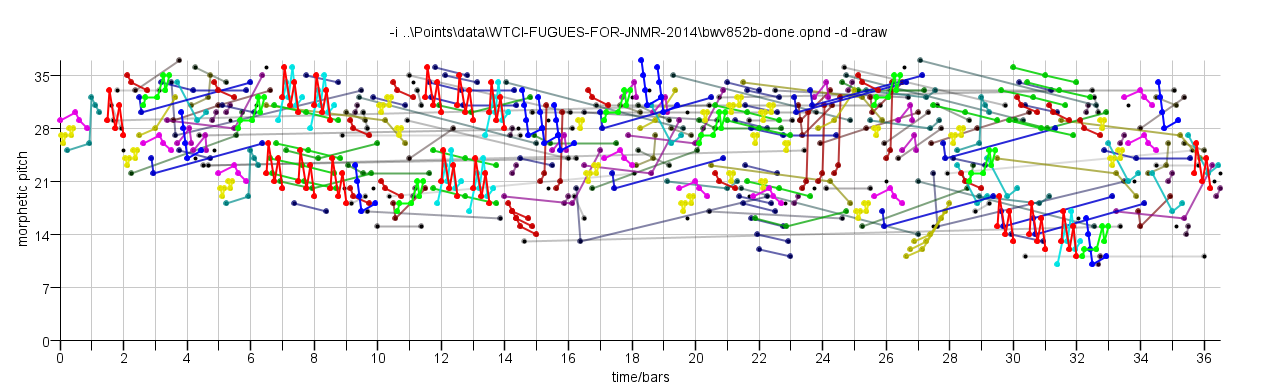 -i ..\Points\data\WTCI-FUGUES-FOR-JNMR-2014\bwv852b-done.opnd -d -draw
morphetic pitch
35
28
21
14
7
0
0 2 4 6 8 10 12 14 16 18 20 22 24 26 28 30 32 34 36
time/bars